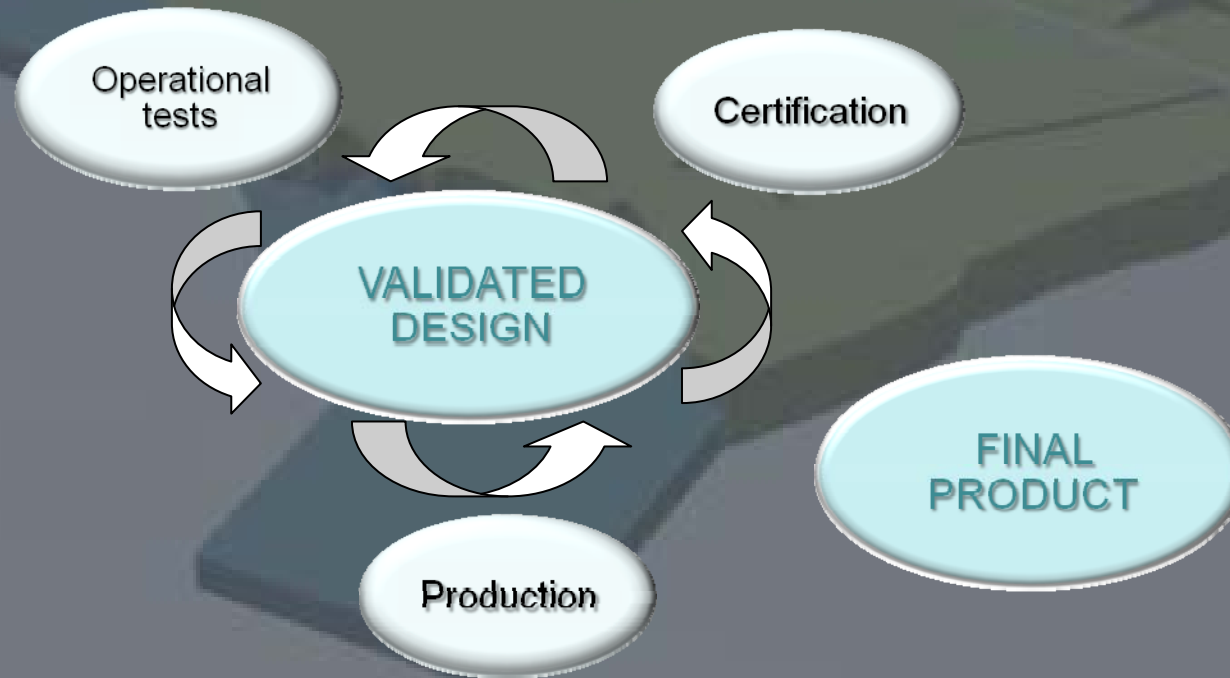 Operational
tests
Certification
VALIDATED
DESIGN
FINAL
PRODUCT
Production